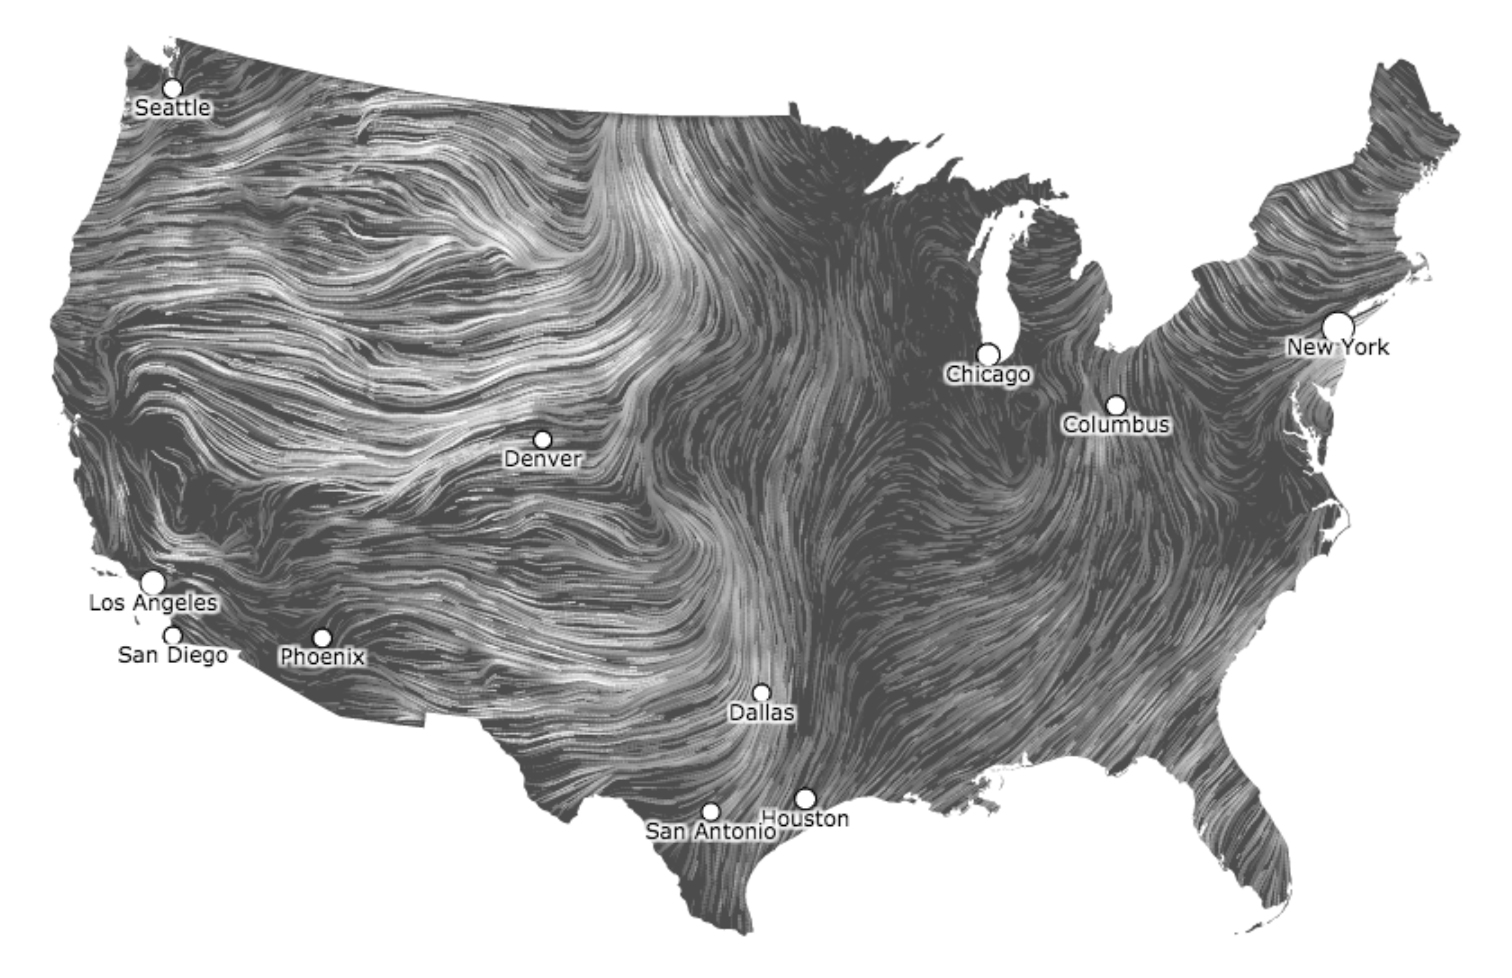 Seattle
New York
Chicago
Columbus
Denver
Los Angeles
San Diego
Phoenix
Dallas
Houston
San Antonio